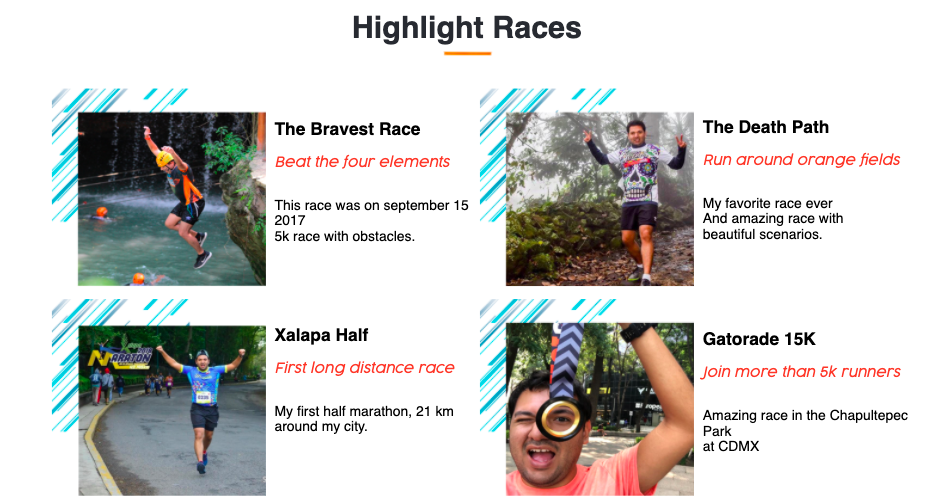 Highlight Races
The Bravest Race
Beat the four elements
This race was on september 15
2017
5k race with obstacles.
The Death Path
Run around orange fields
My favorite race ever
And amazing race with
beautiful scenarios.
MARATON
Xalapa Half
First long distance race
My first half marathon, 21 km
around my city.
Gatorade 15K
Join more than 5k runners
Amazing race in the Chapultepec
Park
at CDMX